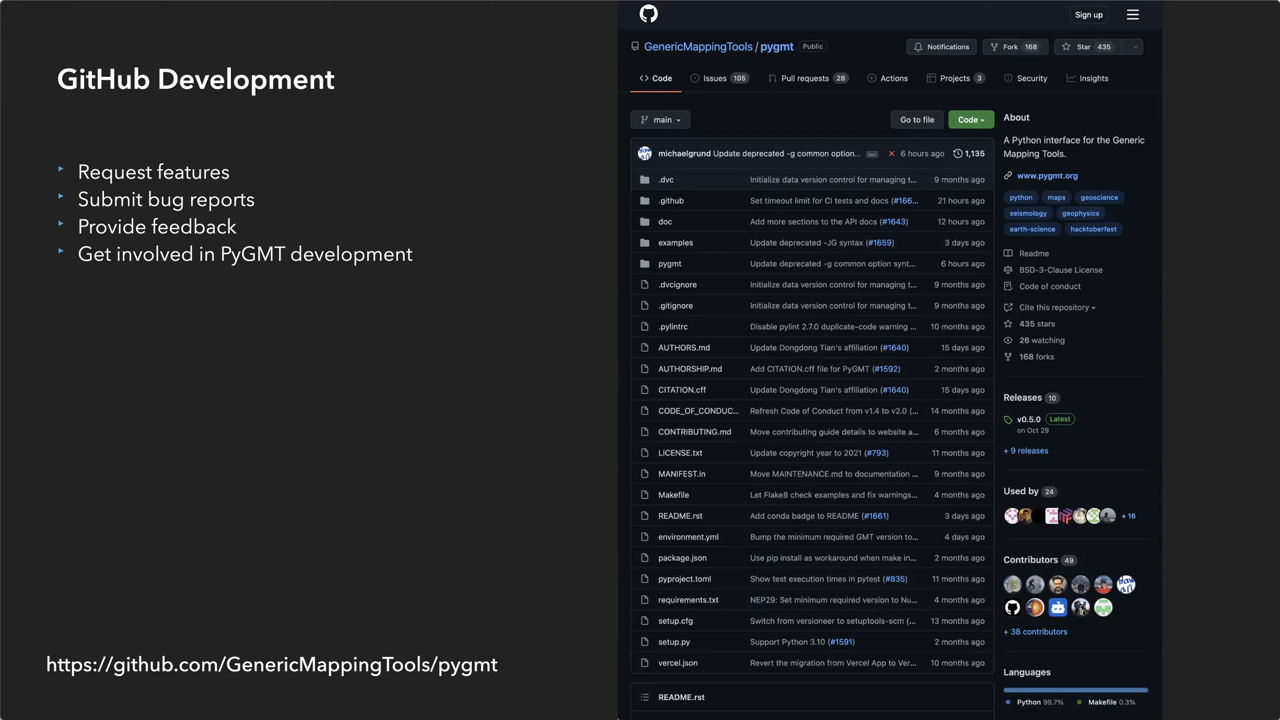 GitHub Development
Request features
Submit bug reports
Provide feedback
Get involved in PyGMT development
https://github.com/GenericMappingTools/pygmt
Sign up
GenericMappingTools / pygmt Public
Notifications Fork 168 Star 435
Code Issues 105 Pull requests 28 Actions Projects 3 Security Insights
main Go to file Code
michaelgrund Update deprecated -g common option... 6 hours ago 1,135
.dvc Initialize data version control for managing t... 9 months ago
.github Set timeout limit for CI tests and docs (#166... 21 hours ago
doc Add more sections to the API docs (#1643) 2 months ago
examples Update deprecated -JG syntax (#1659) 3 days ago
pygmt Update deprecated -g common option synt... 6 hours ago
.dvcignore Initialize data version control for managing t... 9 months ago
.gitignore Initialize data version control for managing t... 9 months ago
.pylintrc Disable pylint 2.7.0 duplicate-code warning ... 10 months ago
AUTHORS.md Update Dongdong Tian's affiliation (#1640) 15 days ago
AUTHORSHIP.md Add CITATION.cff file for PyGMT (#1592) 2 months ago
CITATION.cff Update Dongdong Tian's affiliation (#1640) 15 days ago
CODE_OF_CONDUC... Refresh Code of Conduct from v1.4 to v2.0 (... 14 months ago
CONTRIBUTING.md Move contributing guide details to website a... 6 months ago
LICENSE.txt Update copyright year to 2021 (#793) 11 months ago
MANIFEST.in Move MAINTENANCE.md to documentation ... 9 months ago
Makefile Let Flake8 check examples and fix warnings... 4 months ago
README.rst Add conda badge to README (#1661) 3 days ago
environment.yml Bump the minimum required GMT version to... 4 days ago
package.json Use pip install as workaround when make in... 2 months ago
pyproject.toml Show test execution times in pytest (#835) 11 months ago
requirements.txt NEP29: Set minimum required version to Nu... 4 months ago
setup.cfg Switch from versioneer to setuptools-scm (... 13 months ago
setup.py Support Python 3.10 (#1591) 2 months ago
vercel.json Revert the migration from Vercel App to Ver... 10 months ago
README.rst
About
A Python interface for the Generic
Mapping Tools.
www.pygmt.org
python maps geoscience
seismology geophysics
earth-science hacktoberfest
Readme
BSD-3-Clause License
Code of conduct
Cite this repository
435 stars
26 watching
168 forks
Releases 10
v0.5.0 Latest
on Oct 29
+ 9 releases
Used by 24
+ 16
Contributors 49
+ 38 contributors
Languages
Python 99.7% Makefile 0.3%